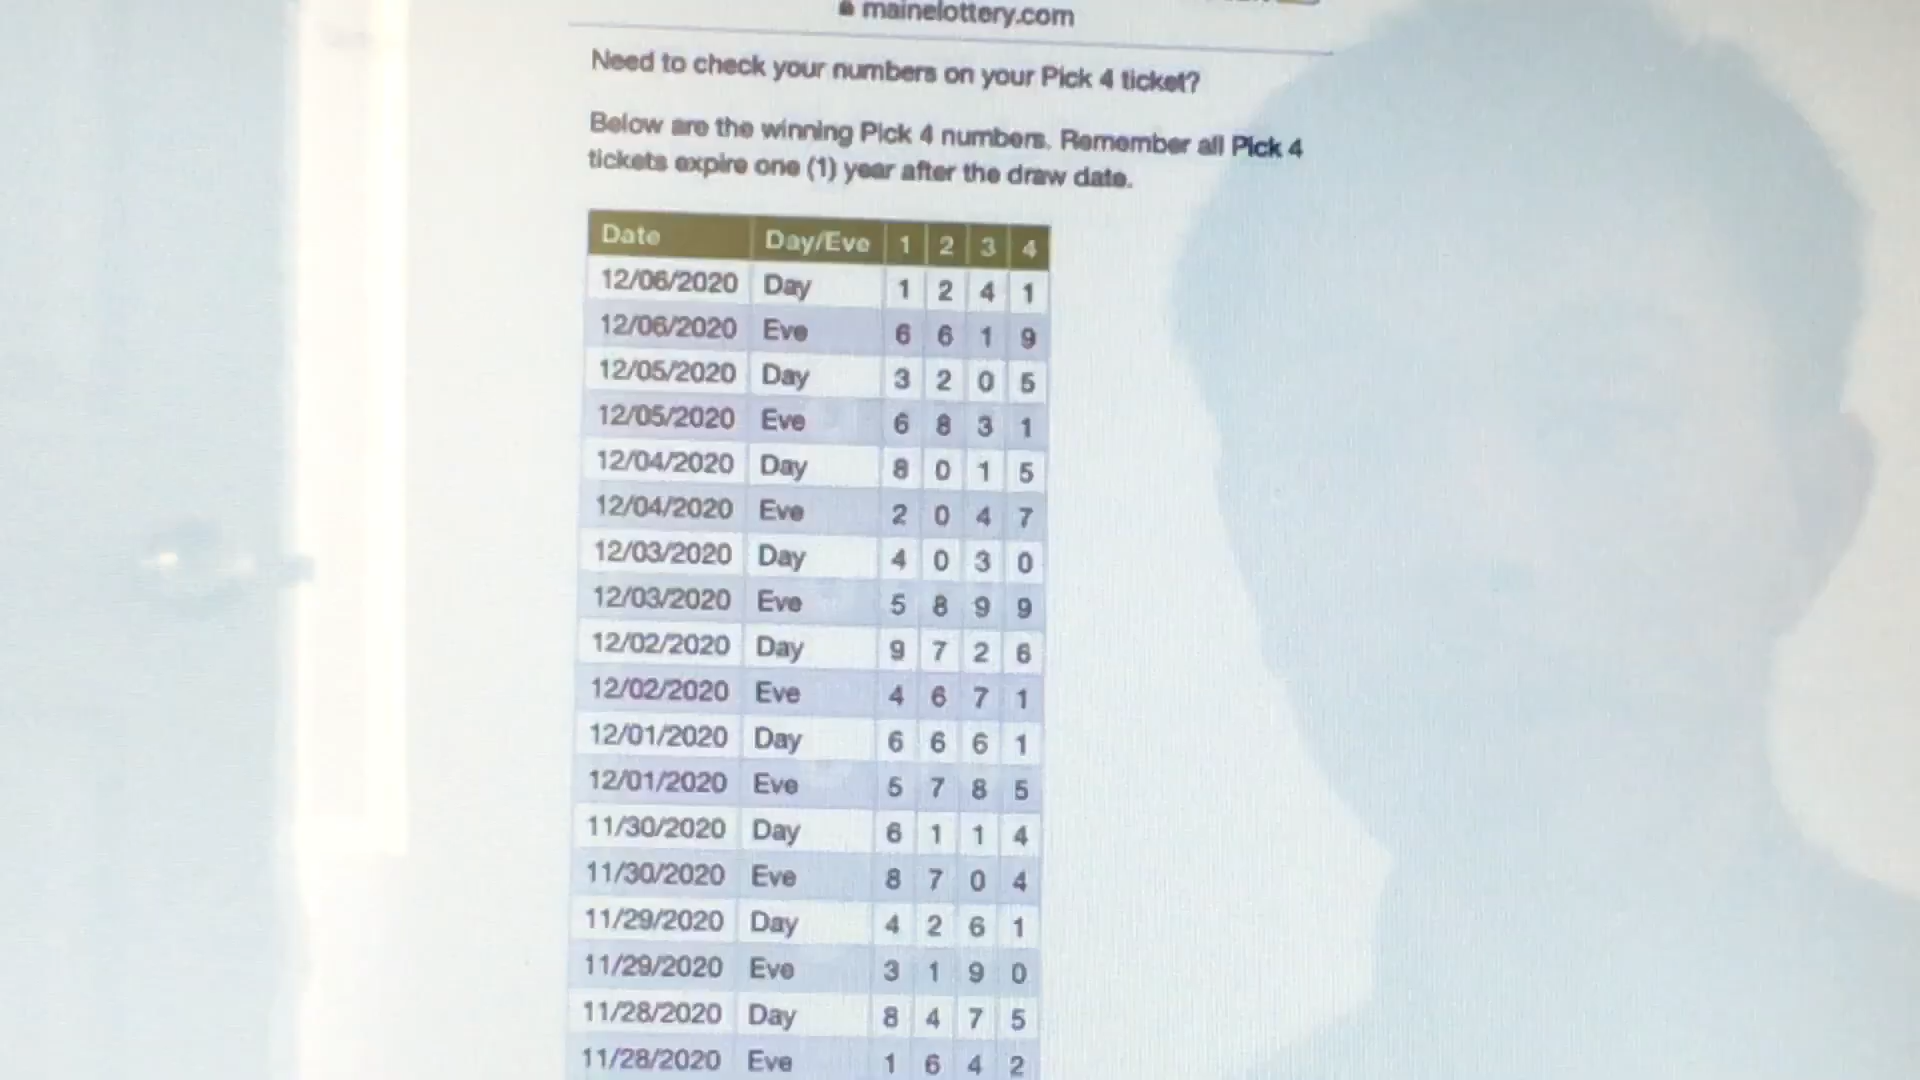 mainelottery.com
Need to check your numbers on your Pick 4 ticket?
Below are the winning Pick 4 numbers. Remember all Pick 4
tickets expire one (1) year after the draw date.
Date Day/Eve 1 2 3 4
12/06/2020 Day 1 2 4 1
12/06/2020 Eve 6 6 1 9
12/05/2020 Day 3 2 0 5
12/05/2020 Eve 6 8 3 1
12/04/2020 Day 8 0 1 5
12/04/2020 Eve 2 0 4 7
12/03/2020 Day 4 0 3 0
12/03/2020 Eve 5 8 9 9
12/02/2020 Day 9 7 2 6
12/02/2020 Eve 4 6 7 1
12/01/2020 Day 6 6 6 1
12/01/2020 Eve 5 7 8 5
11/30/2020 Day 6 1 1 4
11/30/2020 Eve 8 7 0 4
11/29/2020 Day 4 2 6 1
11/29/2020 Eve 3 1 9 0
11/28/2020 Day 8 4 7 5
11/28/2020 Eve 1 6 4 2